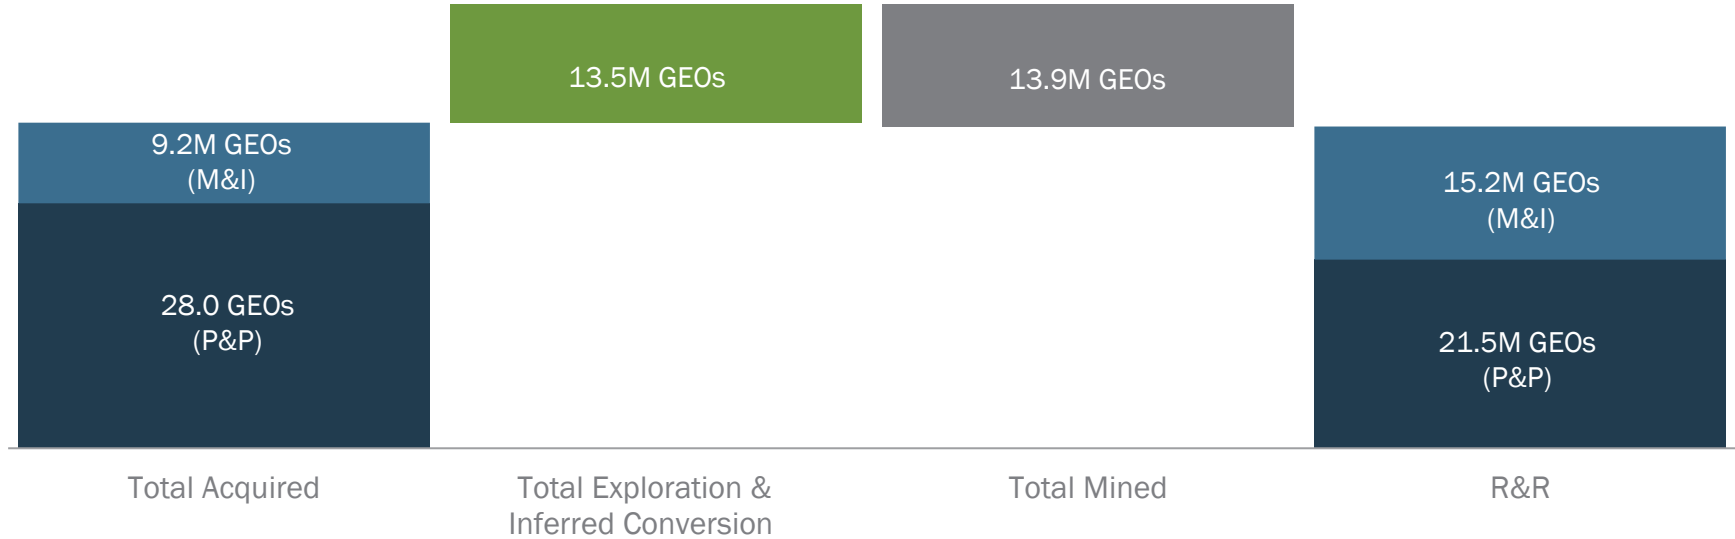 13.5M GEOs
13.9M GEOs
9.2M GEOs
(M&I)
15.2M GEOs
(M&I)
28.0 GEOs
(P&P)
21.5M GEOs
(P&P)
Total Acquired
Total Exploration &
Inferred Conversion
Total Mined
R&R